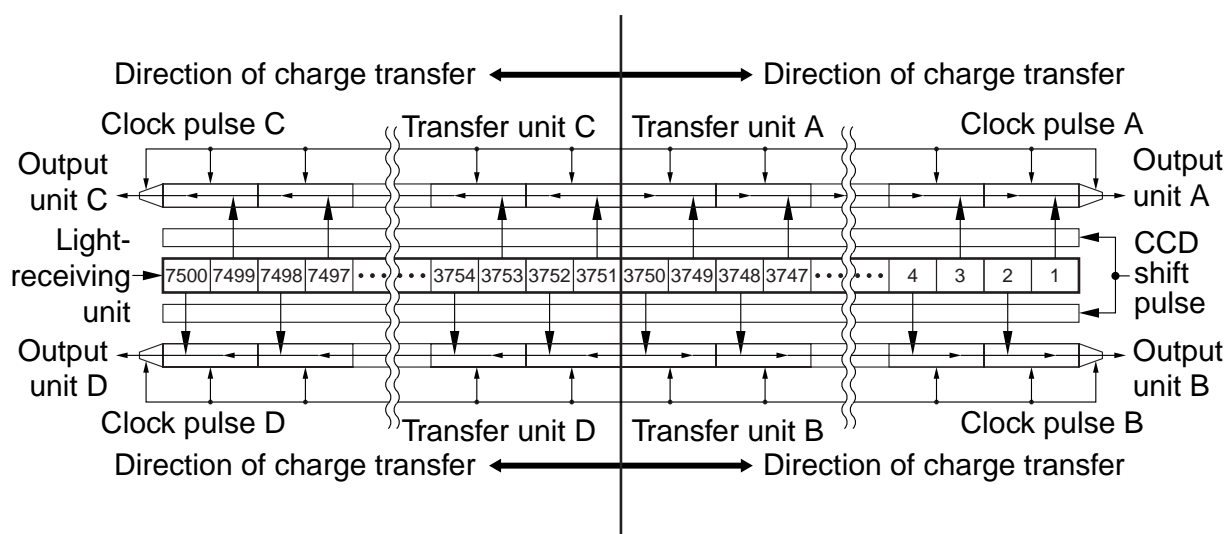 Direction of charge transfer
Direction of charge transfer
Clock pulse C
Transfer unit C
Transfer unit A
Clock pulse A
Output
unit C
Output
unit A
Light-
receiving
unit
7500 7499 7498 7497 ······ 3754 3753 3752 3751 3750 3749 3748 3747 ······ 4 3 2 1
CCD
shift
pulse
Output
unit D
Output
unit B
Clock pulse D
Transfer unit D
Transfer unit B
Clock pulse B
Direction of charge transfer
Direction of charge transfer